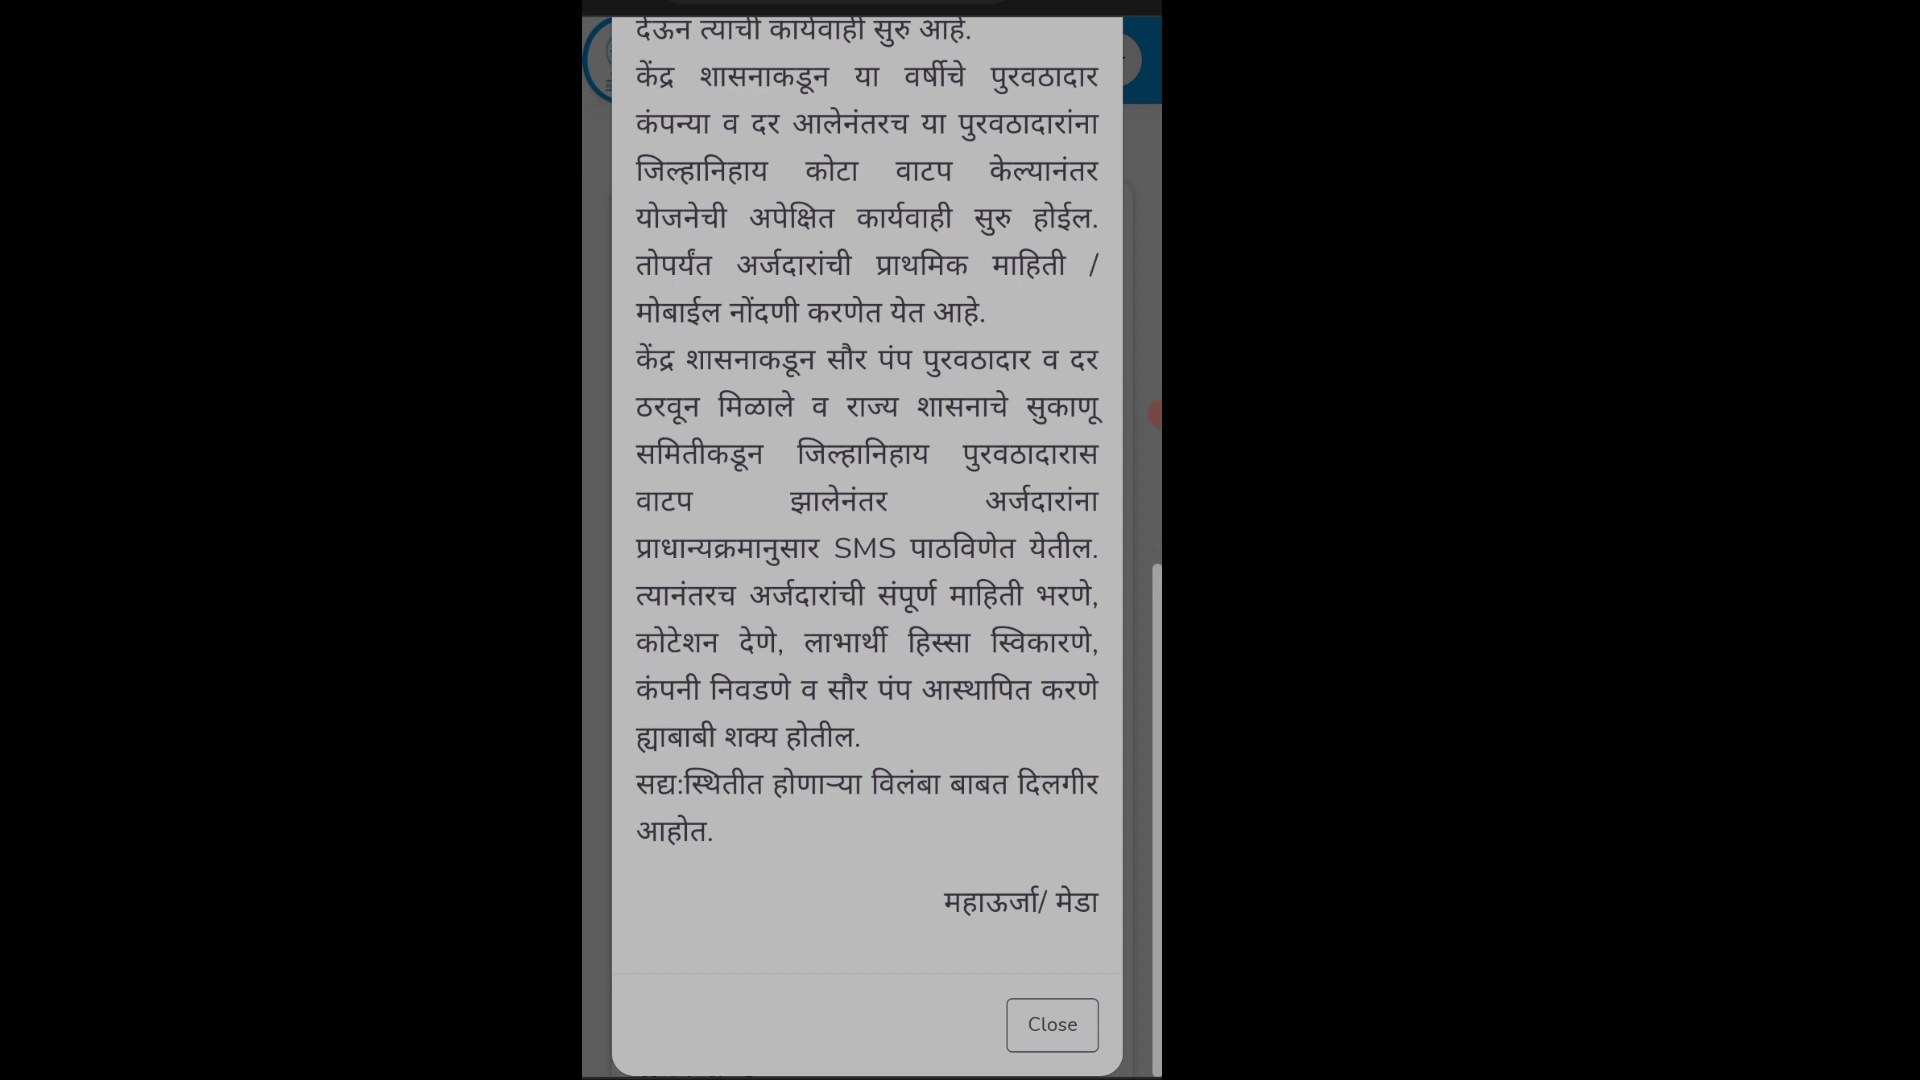 देऊन त्याची कार्यवाही सुरु आहे.
केंद्र शासनाकडून या वर्षीचे पुरवठादार
कंपन्या व दर आलेनंतरच या पुरवठादारांना
जिल्हानिहाय कोटा वाटप केल्यानंतर
योजनेची अपेक्षित कार्यवाही सुरु होईल.
तोपर्यंत अर्जदारांची प्राथमिक माहिती /
मोबाईल नोंदणी करणेत येत आहे.
केंद्र शासनाकडून सौर पंप पुरवठादार व दर
ठरवून मिळाले व राज्य शासनाचे सुकाणू
समितीकडून जिल्हानिहाय पुरवठादारास
वाटप झालेनंतर अर्जदारांना
प्राधान्यक्रमानुसार SMS पाठविणेत येतील.
त्यानंतरच अर्जदारांची संपूर्ण माहिती भरणे,
कोटेशन देणे, लाभार्थी हिस्सा स्विकारणे,
कंपनी निवडणे व सौर पंप आस्थापित करणे
ह्याबाबी शक्य होतील.
सद्य:स्थितीत होणाऱ्या विलंबा बाबत दिलगीर
आहोत.
महाऊर्जा/ मेडा
Close